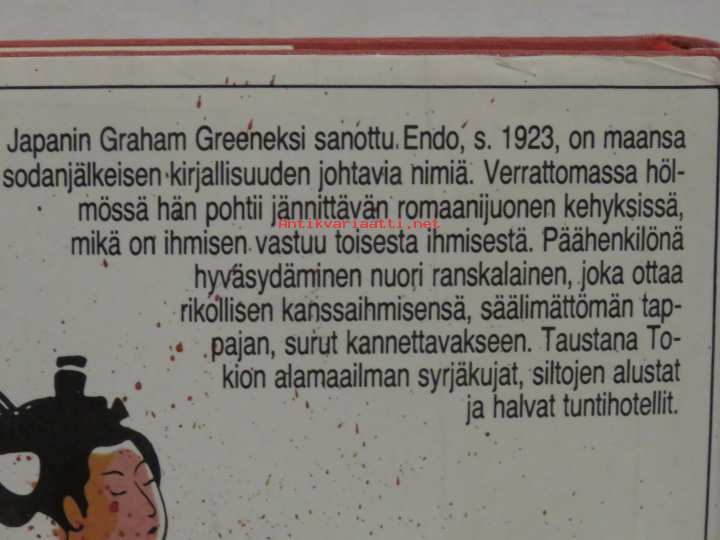 Japanin Graham Greeneksi sanottu Endo, s. 1923, on maansa
sodanjälkeisen kirjallisuuden johtavia nimiä. Verrattomassa höl-
mössä hän pohtii jännittävän romaanijuonen kehyksissä,
Antikvariaatti.net
mikä on ihmisen vastuu toisesta ihmisestä. Päähenkilönä
hyväsydäminen nuori ranskalainen, joka ottaa
rikollisen kanssaihmisensä, säälimättömän tap-
pajan, surut kannettavakseen. Taustana To-
kion alamaailman syrjäkujat, siltojen alustat
ja halvat tuntihotellit.